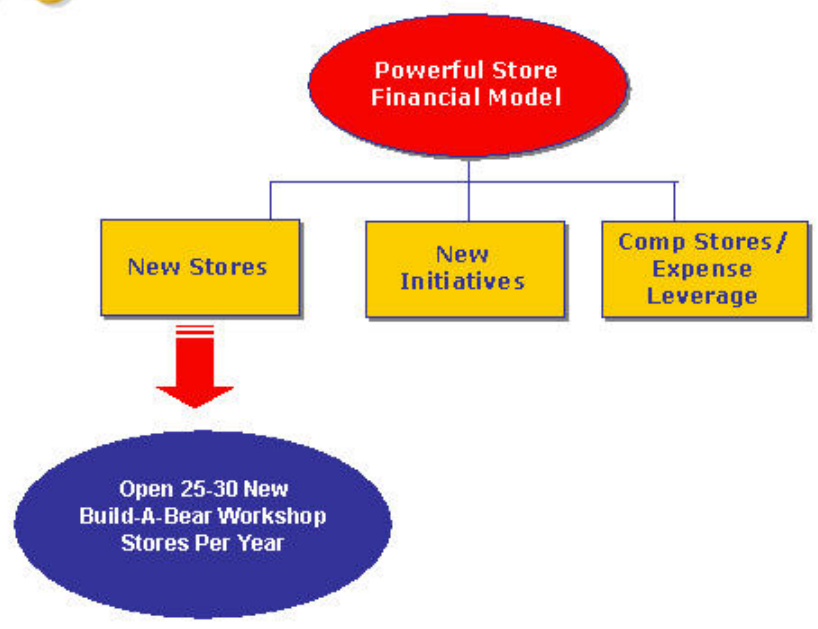 Powerful Store
Financial Model
New Stores
New
Initiatives
Comp Stores/
Expense
Leverage
Open 25-30 New
Build-A-Bear Workshop
Stores Per Year